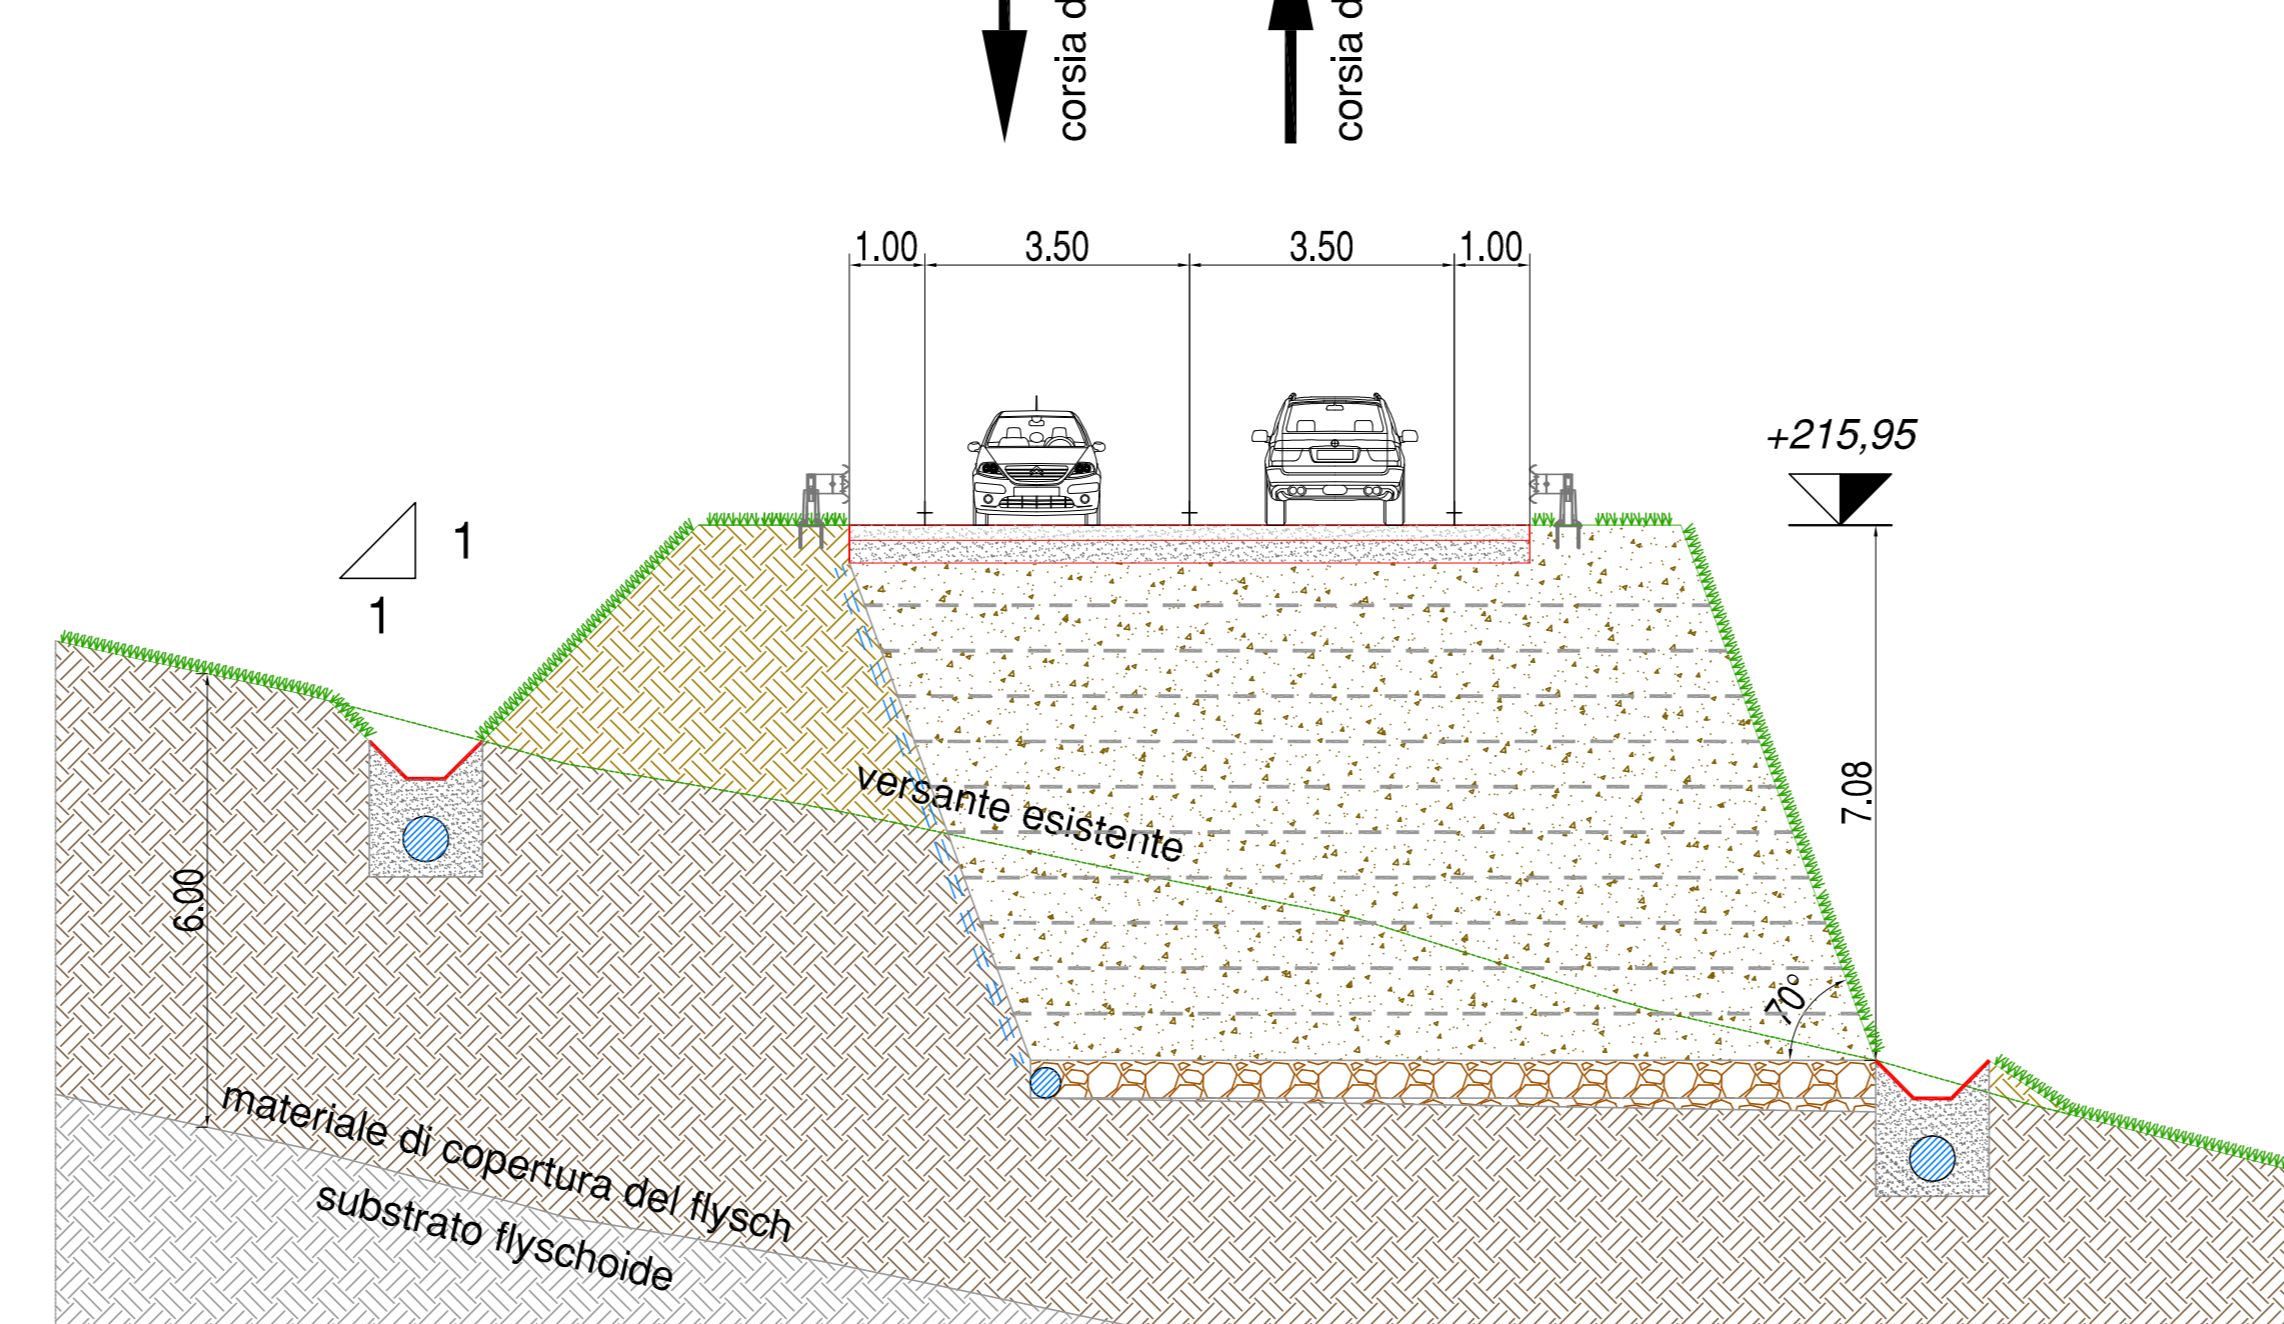 corsia d
corsia d
1.00
3.50
3.50
1.00
+215,95
1
1
7.08
versante esistente
6.00
70°
materiale di copertura del flysch
substrato flyschoide